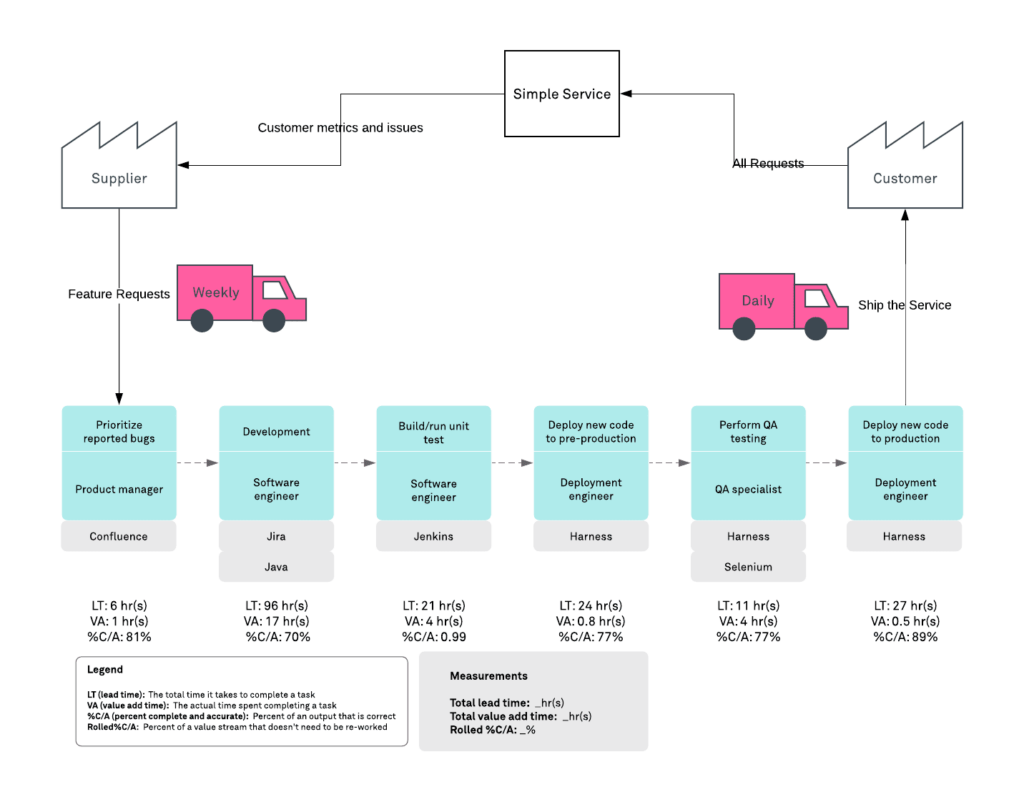 Simple Service
Customer metrics and issues
All Requests
Supplier
Customer
Feature Requests
Weekly
Daily
Ship the Service
Prioritize
reported bugs
Product manager
Confluence
Development
Software
engineer
Jira
Java
Build/run unit
test
Software
engineer
Jenkins
Deploy new code
to pre-production
Deployment
engineer
Harness
Perform QA
testing
QA specialist
Harness
Selenium
Deploy new code
to production
Deployment
engineer
Harness
LT: 6 hr(s)
VA: 1 hr(s)
%C/A: 81%
LT: 96 hr(s)
VA: 17 hr(s)
%C/A: 70%
LT: 21 hr(s)
VA: 4 hr(s)
%C/A: 0.99
LT: 24 hr(s)
VA: 0.8 hr(s)
%C/A: 77%
LT: 11 hr(s)
VA: 4 hr(s)
%C/A: 77%
LT: 27 hr(s)
VA: 0.5 hr(s)
%C/A: 89%
Legend
LT (lead time): The total time it takes to complete a task
VA (value add time): The actual time spent completing a task
%C/A (percent complete and accurate): Percent of an output that is correct
Rolled%C/A: Percent of a value stream that doesn't need to be re-worked
Measurements
Total lead time: _hr(s)
Total value add time: _hr(s)
Rolled %C/A: _%